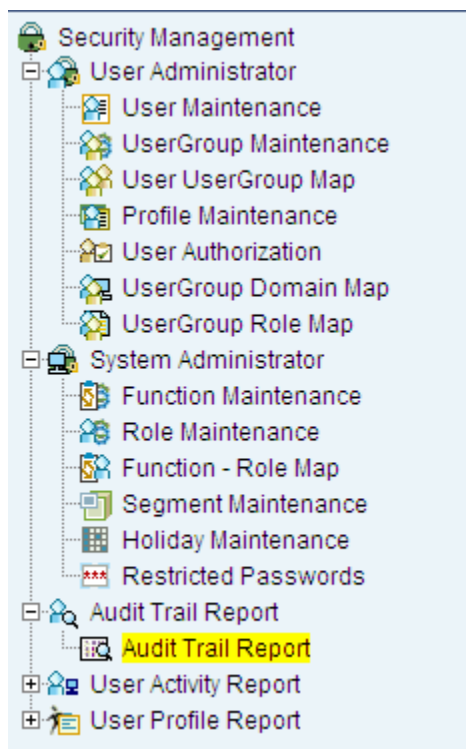 Security Management
User Administrator
User Maintenance
UserGroup Maintenance
User UserGroup Map
Profile Maintenance
User Authorization
UserGroup Domain Map
UserGroup Role Map
System Administrator
Function Maintenance
Role Maintenance
Function - Role Map
Segment Maintenance
Holiday Maintenance
Restricted Passwords
Audit Trail Report
Audit Trail Report
User Activity Report
User Profile Report